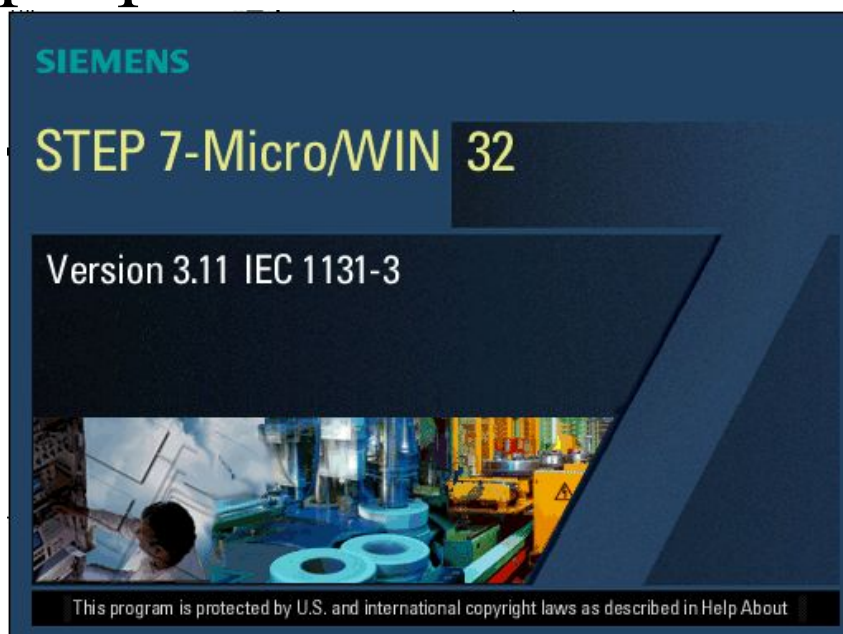 SIEMENS
STEP 7-Micro/WIN 32
Version 3.11 IEC 1131-3
This program is protected by U.S. and international copyright laws as described in Help About